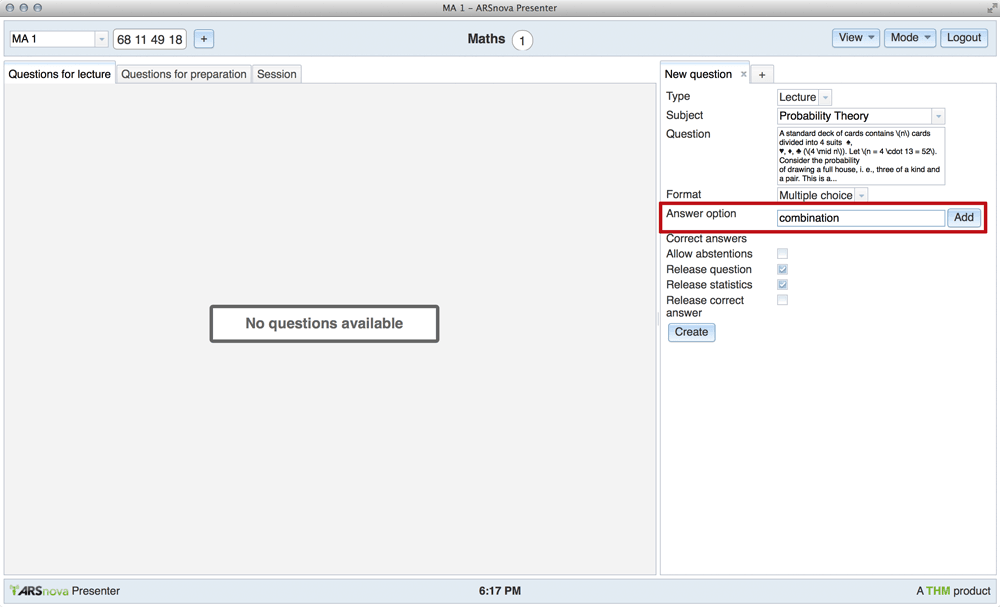 MA 1 – ARSnova Presenter
MA 1
68 11 49 18
+
Maths 1
View
Mode
Logout
Questions for lecture
Questions for preparation
Session
New question
+
Type
Lecture
Subject
Probability Theory
Question
A standard deck of cards contains \(n\) cards
divided into 4 suits ♠,
♥, ♦, ♣ (\(4 \mid n\)). Let \(n = 4 \cdot 13 = 52\).
Consider the probability
of drawing a full house, i. e., three of a kind and
a pair. This is a...
Format
Multiple choice
Answer option
combination
Add
Correct answers
Allow abstentions
Release question
Release statistics
Release correct
answer
Create
No questions available
ARSnova Presenter
6:17 PM
A THM product